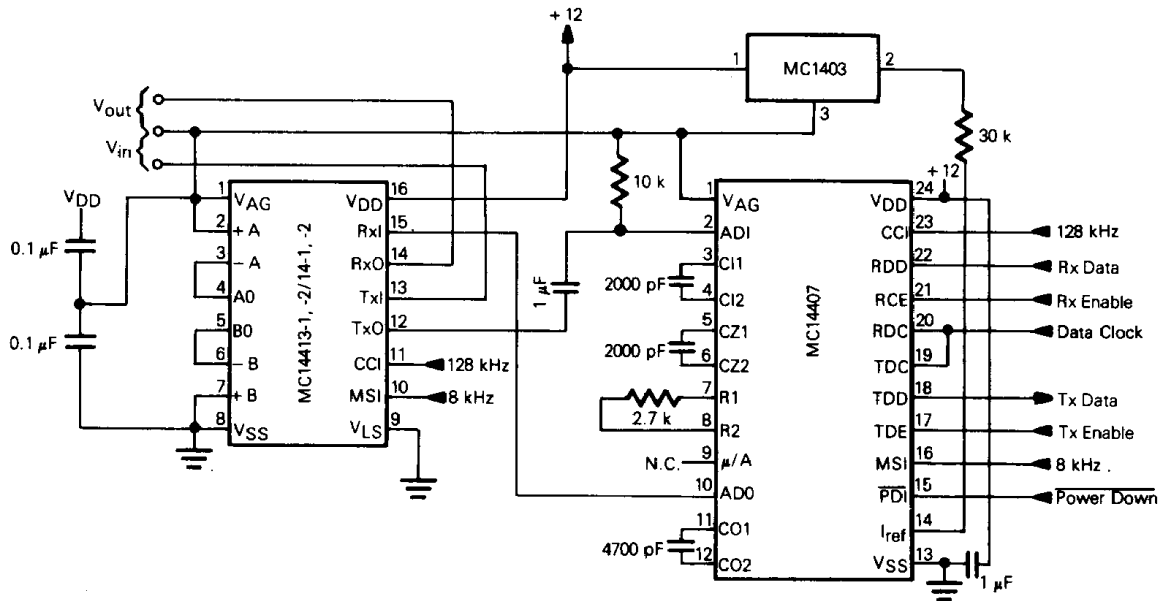 + 12
1
MC1403
2
3
Vout
Vin
30 k
10 k
+ 12
VDD
0.1 µF
0.1 µF
1 VAG
2 + A
3 − A
4 A0
5 B0
6 − B
7 + B
8 VSS
MC14413-1, -2/14-1, -2
VDD 16
RxI 15
RxO 14
TxI 13
TxO 12
CCI 11 128 kHz
MSI 10 8 kHz
VLS 9
1 µF
1 VAG
2 ADI
3 CI1
2000 pF
4 CI2
5 CZ1
2000 pF
6 CZ2
7 R1
2.7 k
8 R2
N.C. 9 µ/A
10 AD0
11 CO1
4700 pF
12 CO2
MC14407
VDD 24
CCI 23 128 kHz
RDD 22 Rx Data
RCE 21 Rx Enable
RDC 20 Data Clock
TDC 19
TDD 18 Tx Data
TDE 17 Tx Enable
MSI 16 8 kHz .
PDI 15 Power Down
Iref 14
VSS 13
1 µF